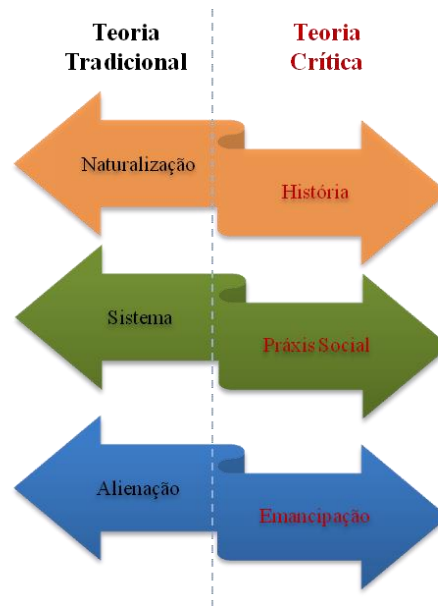 Teoria
Tradicional
Teoria
Crítica
Naturalização
História
Sistema
Práxis Social
Alienação
Emancipação